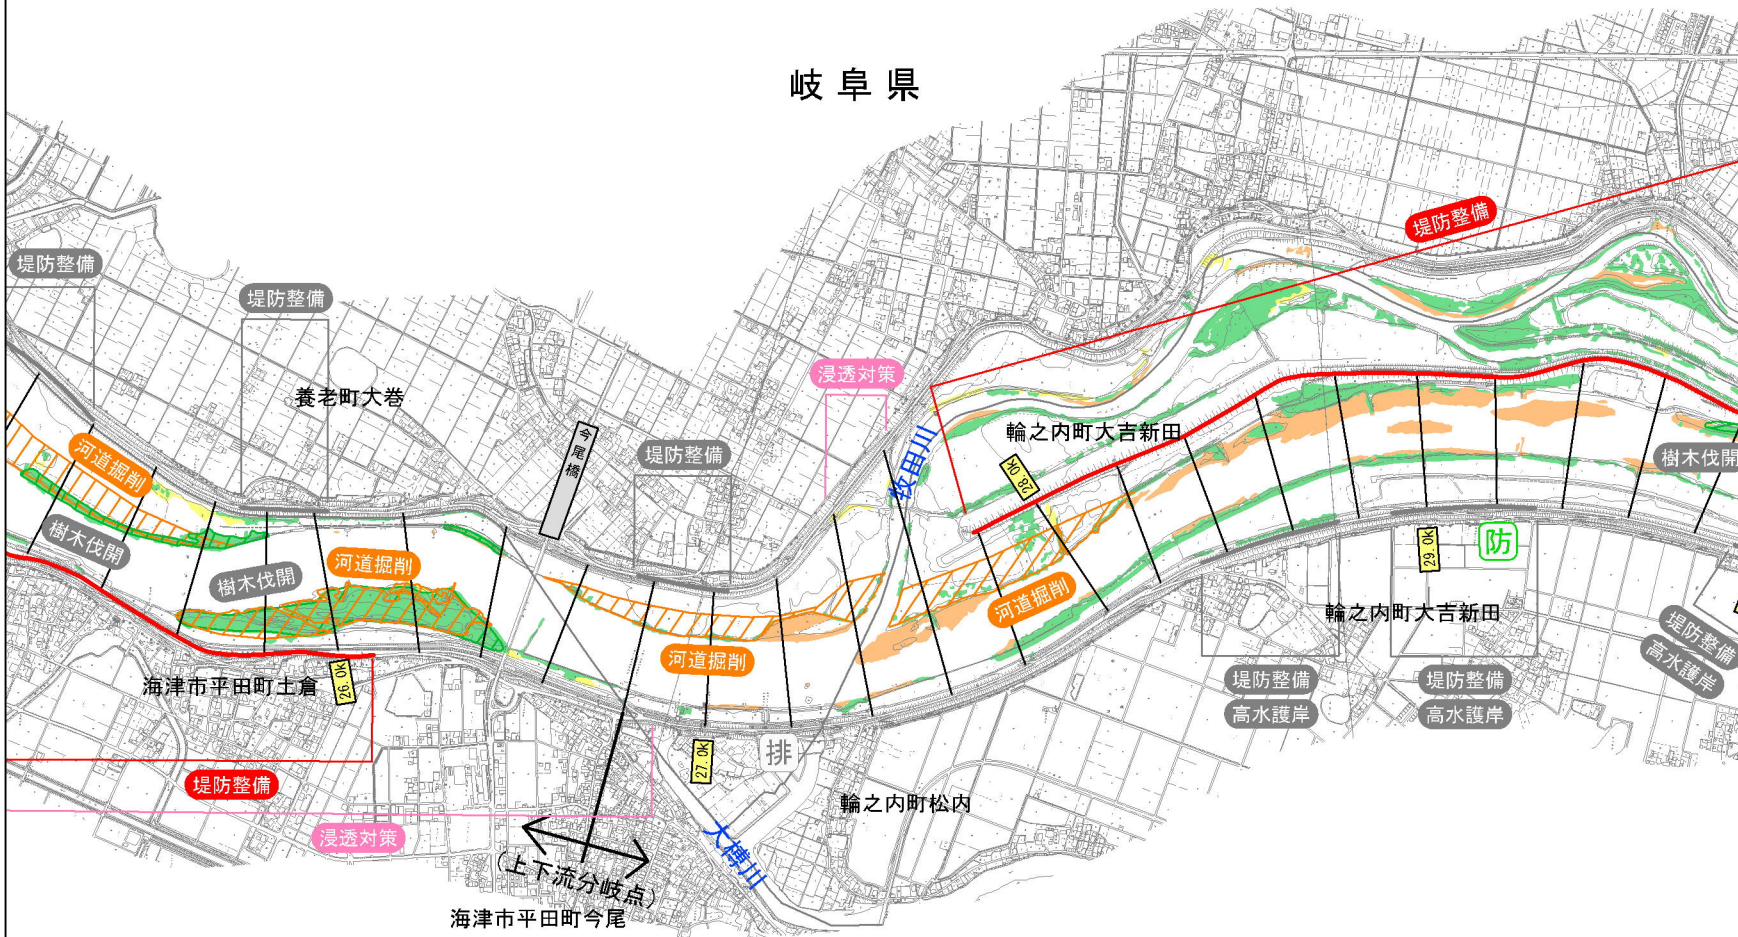 岐阜県
堤防整備
堤防整備
堤防整備
浸透対策
養老町大巻
今尾橋
牧田川
輪之内町大吉新田
堤防整備
河道掘削
28.0k
樹木伐開
樹木伐開
樹木伐開
河道掘削
河道掘削
29.0k
防
河道掘削
輪之内町大吉新田
海津市平田町土倉
26.0k
堤防整備
高水護岸
堤防整備
高水護岸
堤防整備
高水護岸
27.0k
排
堤防整備
輪之内町松内
浸透対策
大榑川
(上下流分岐点)
海津市平田町今尾